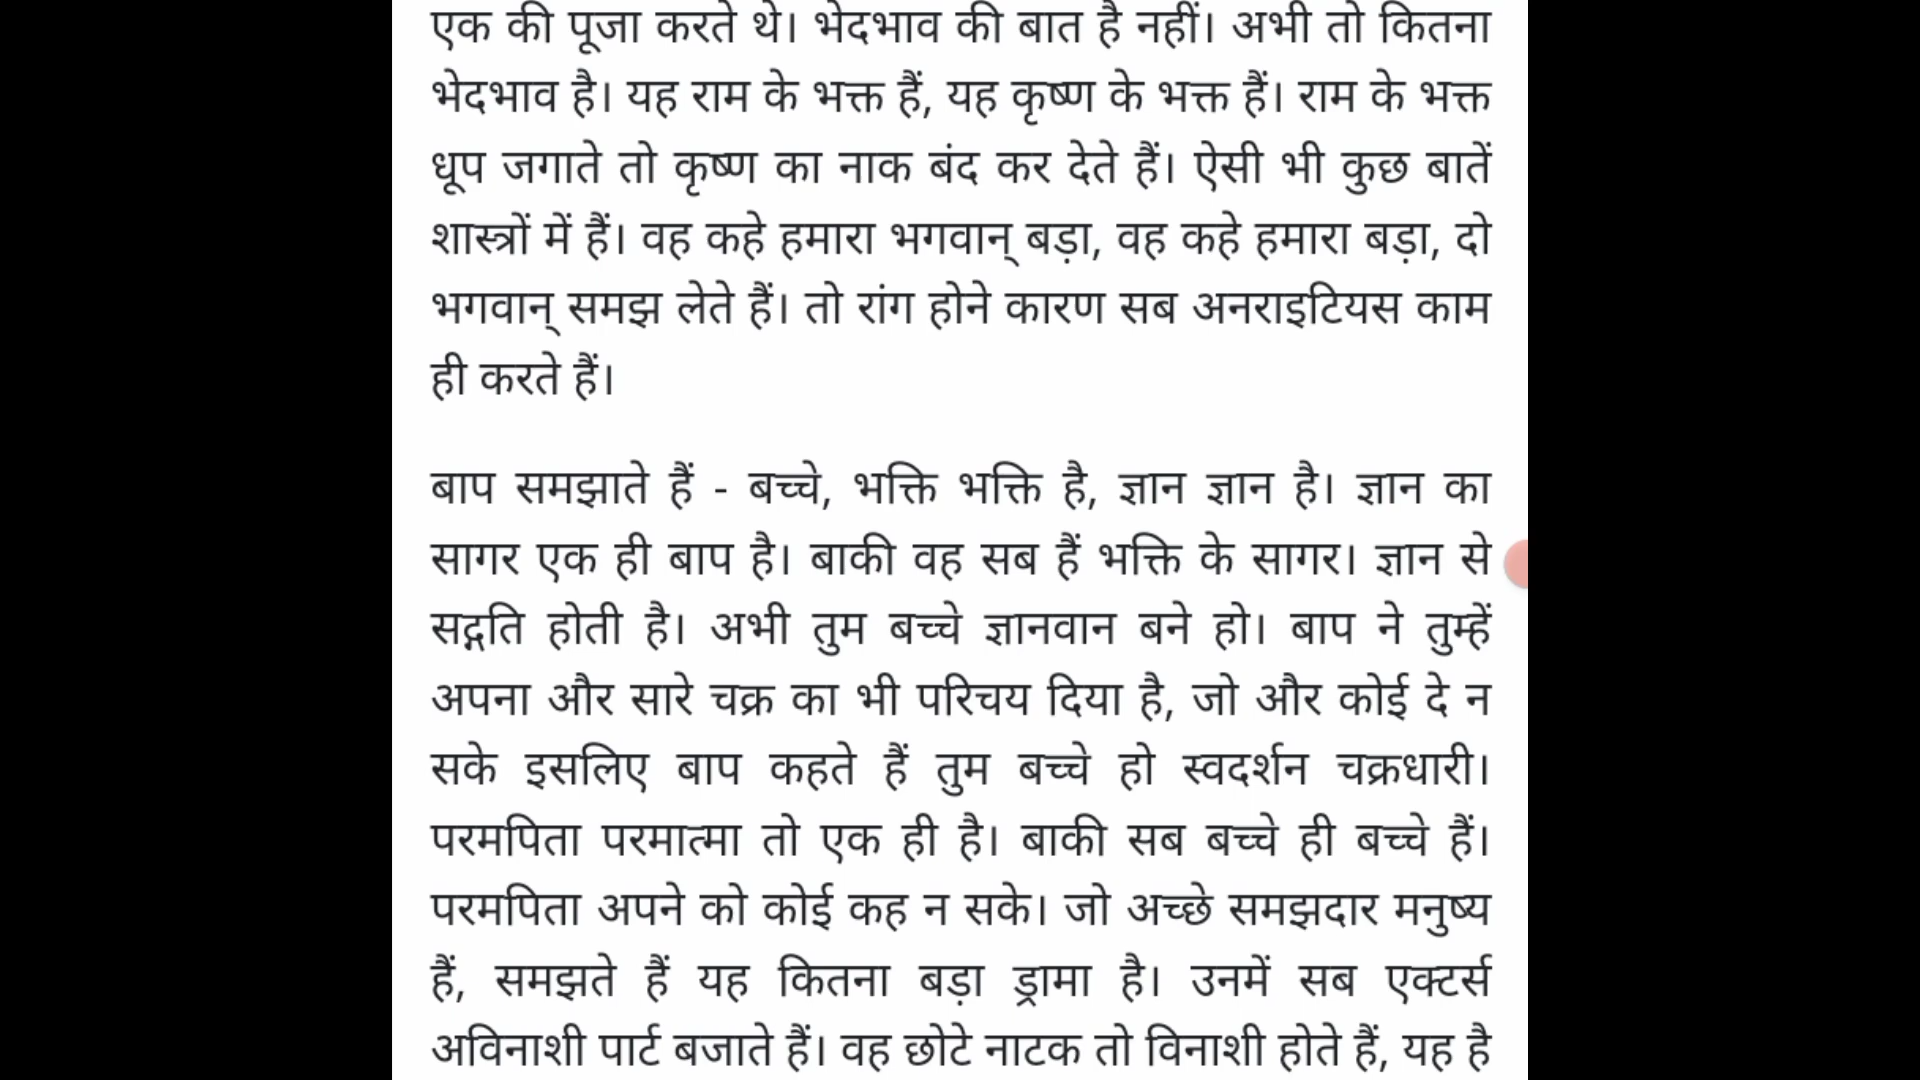 एक की पूजा करते थे। भेदभाव की बात है नहीं। अभी तो कितना
भेदभाव है। यह राम के भक्त हैं, यह कृष्ण के भक्त हैं। राम के भक्त
धूप जगाते तो कृष्ण का नाक बंद कर देते हैं। ऐसी भी कुछ बातें
शास्त्रों में हैं। वह कहे हमारा भगवान् बड़ा, वह कहे हमारा बड़ा, दो
भगवान् समझ लेते हैं। तो रांग होने कारण सब अनराइटियस काम
ही करते हैं।
बाप समझाते हैं - बच्चे, भक्ति भक्ति है, ज्ञान ज्ञान है। ज्ञान का
सागर एक ही बाप है। बाकी वह सब हैं भक्ति के सागर। ज्ञान से
सद्गति होती है। अभी तुम बच्चे ज्ञानवान बने हो। बाप ने तुम्हें
अपना और सारे चक्र का भी परिचय दिया है, जो और कोई दे न
सके इसलिए बाप कहते हैं तुम बच्चे हो स्वदर्शन चक्रधारी।
परमपिता परमात्मा तो एक ही है। बाकी सब बच्चे ही बच्चे हैं।
परमपिता अपने को कोई कह न सके। जो अच्छे समझदार मनुष्य
हैं, समझते हैं यह कितना बड़ा ड्रामा है। उनमें सब एक्टर्स
अविनाशी पार्ट बजाते हैं। वह छोटे नाटक तो विनाशी होते हैं, यह है